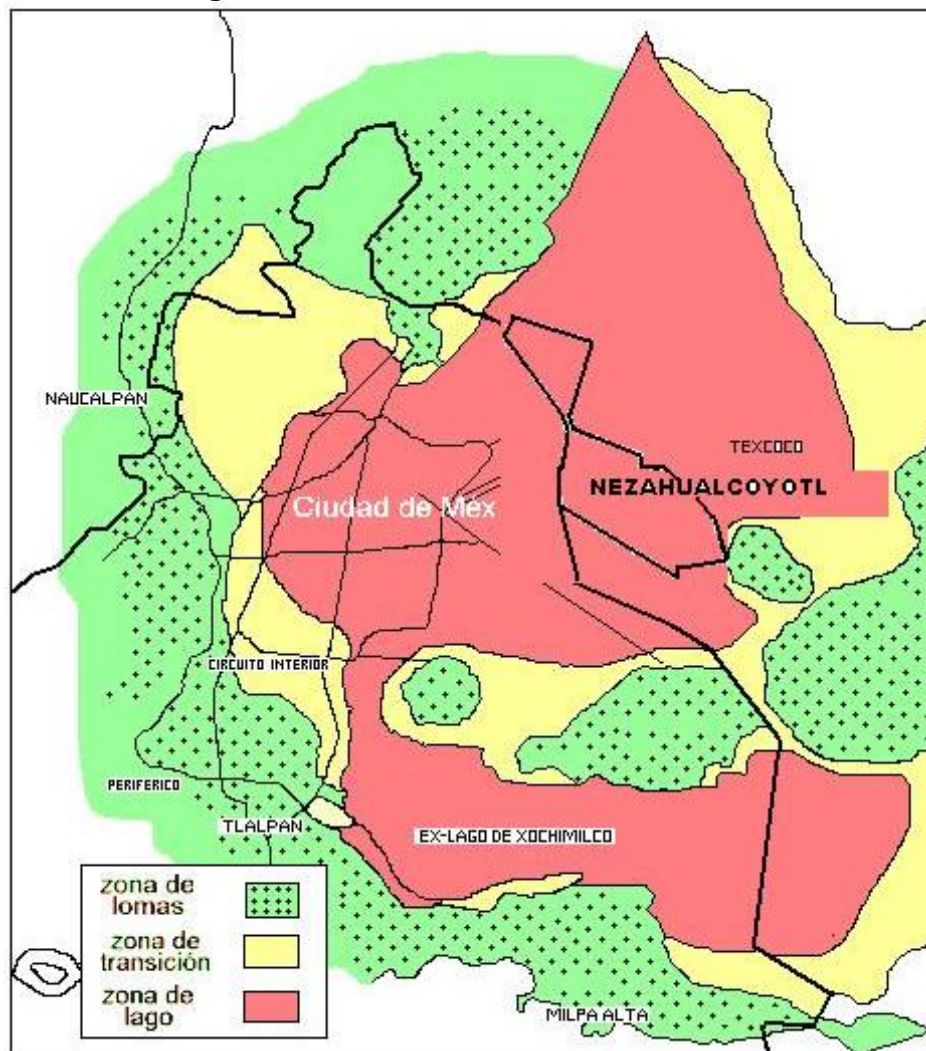 NAUCALPAN
TEXCOCO
NEZAHUALCOYOTL
Ciudad de Méx
CIRCUITO INTERIOR
PERIFERICO
TLALPAN
EX-LAGO DE XOCHIMILCO
MILPA ALTA
zona de
lomas
zona de
transición
zona de
lago